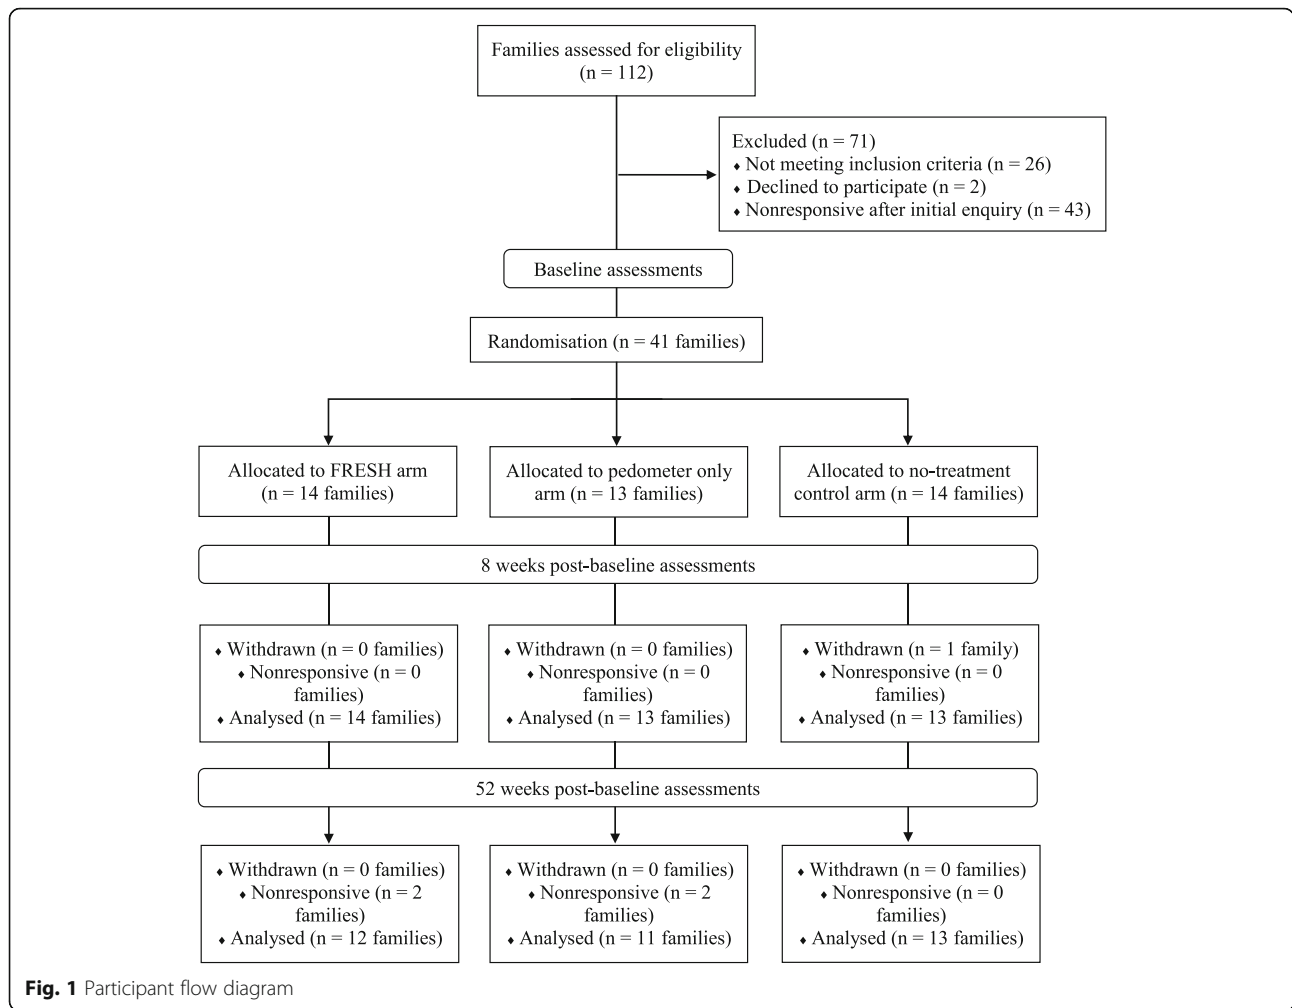 Families assessed for eligibility
(n = 112)
Excluded (n = 71)
⬧ Not meeting inclusion criteria (n = 26)
⬧ Declined to participate (n = 2)
⬧ Nonresponsive after initial enquiry (n = 43)
Baseline assessments
Randomisation (n = 41 families)
Allocated to FRESH arm
(n = 14 families)
Allocated to pedometer only
arm (n = 13 families)
Allocated to no-treatment
control arm (n = 14 families)
8 weeks post-baseline assessments
⬧ Withdrawn (n = 0 families)
⬧ Nonresponsive (n = 0
families)
⬧ Analysed (n = 14 families)
⬧ Withdrawn (n = 0 families)
⬧ Nonresponsive (n = 0
families)
⬧ Analysed (n = 13 families)
⬧ Withdrawn (n = 1 family)
⬧ Nonresponsive (n = 0
families)
⬧ Analysed (n = 13 families)
52 weeks post-baseline assessments
⬧ Withdrawn (n = 0 families)
⬧ Nonresponsive (n = 2
families)
⬧ Analysed (n = 12 families)
⬧ Withdrawn (n = 0 families)
⬧ Nonresponsive (n = 2
families)
⬧ Analysed (n = 11 families)
⬧ Withdrawn (n = 0 families)
⬧ Nonresponsive (n = 0
families)
⬧ Analysed (n = 13 families)
Fig. 1 Participant flow diagram